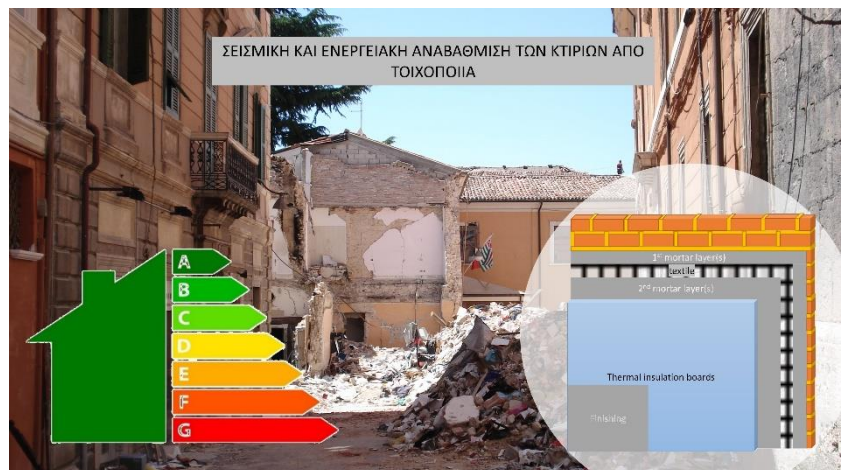 ΣΕΙΣΜΙΚΗ ΚΑΙ ΕΝΕΡΓΕΙΑΚΗ ΑΝΑΒΑΘΜΙΣΗ ΤΩΝ ΚΤΙΡΙΩΝ ΑΠΟ
ΤΟΙΧΟΠΟΙΙΑ
A
B
C
D
E
F
G
1st mortar layer(s)
textile
2nd mortar layer(s)
Thermal insulation boards
Finishing